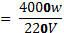 = 4000w / 220V